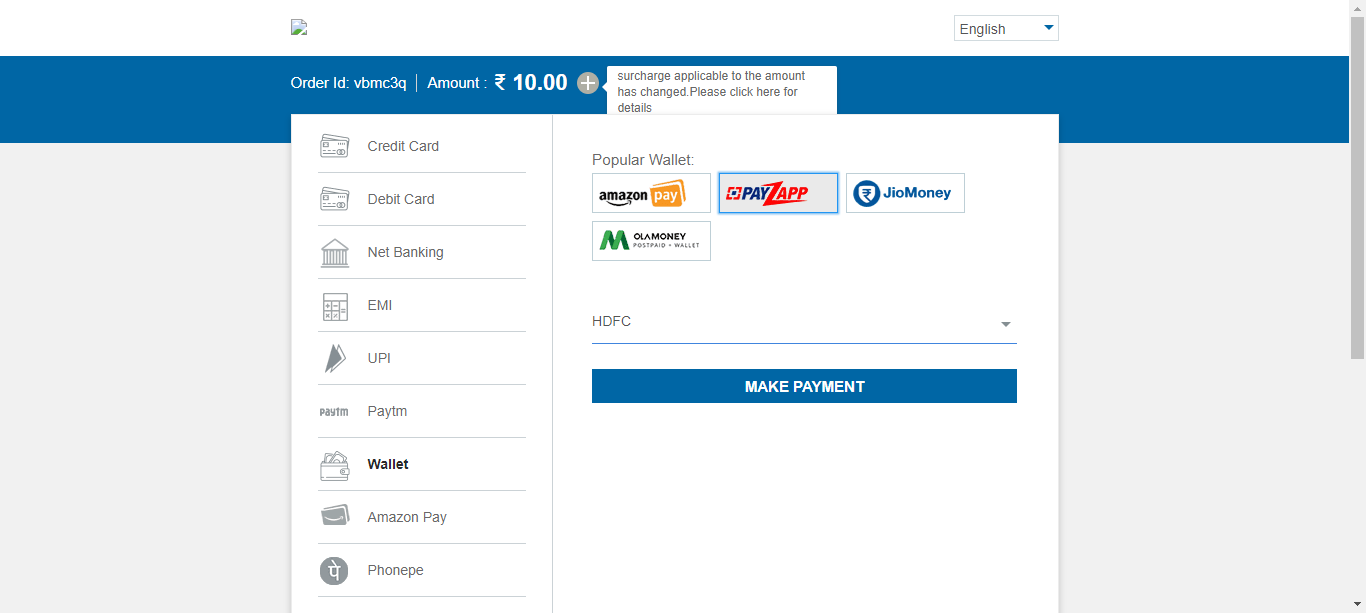 English
Order Id: vbmc3q
Amount : ₹ 10.00
surcharge applicable to the amount
has changed.Please click here for
details
Credit Card
Debit Card
Net Banking
EMI
UPI
Paytm
Paytm
Wallet
Amazon Pay
पे
Phonepe
Popular Wallet:
amazon pay
PAYZAPP
JioMoney
OLAMONEY
POSTPAID + WALLET
HDFC
MAKE PAYMENT